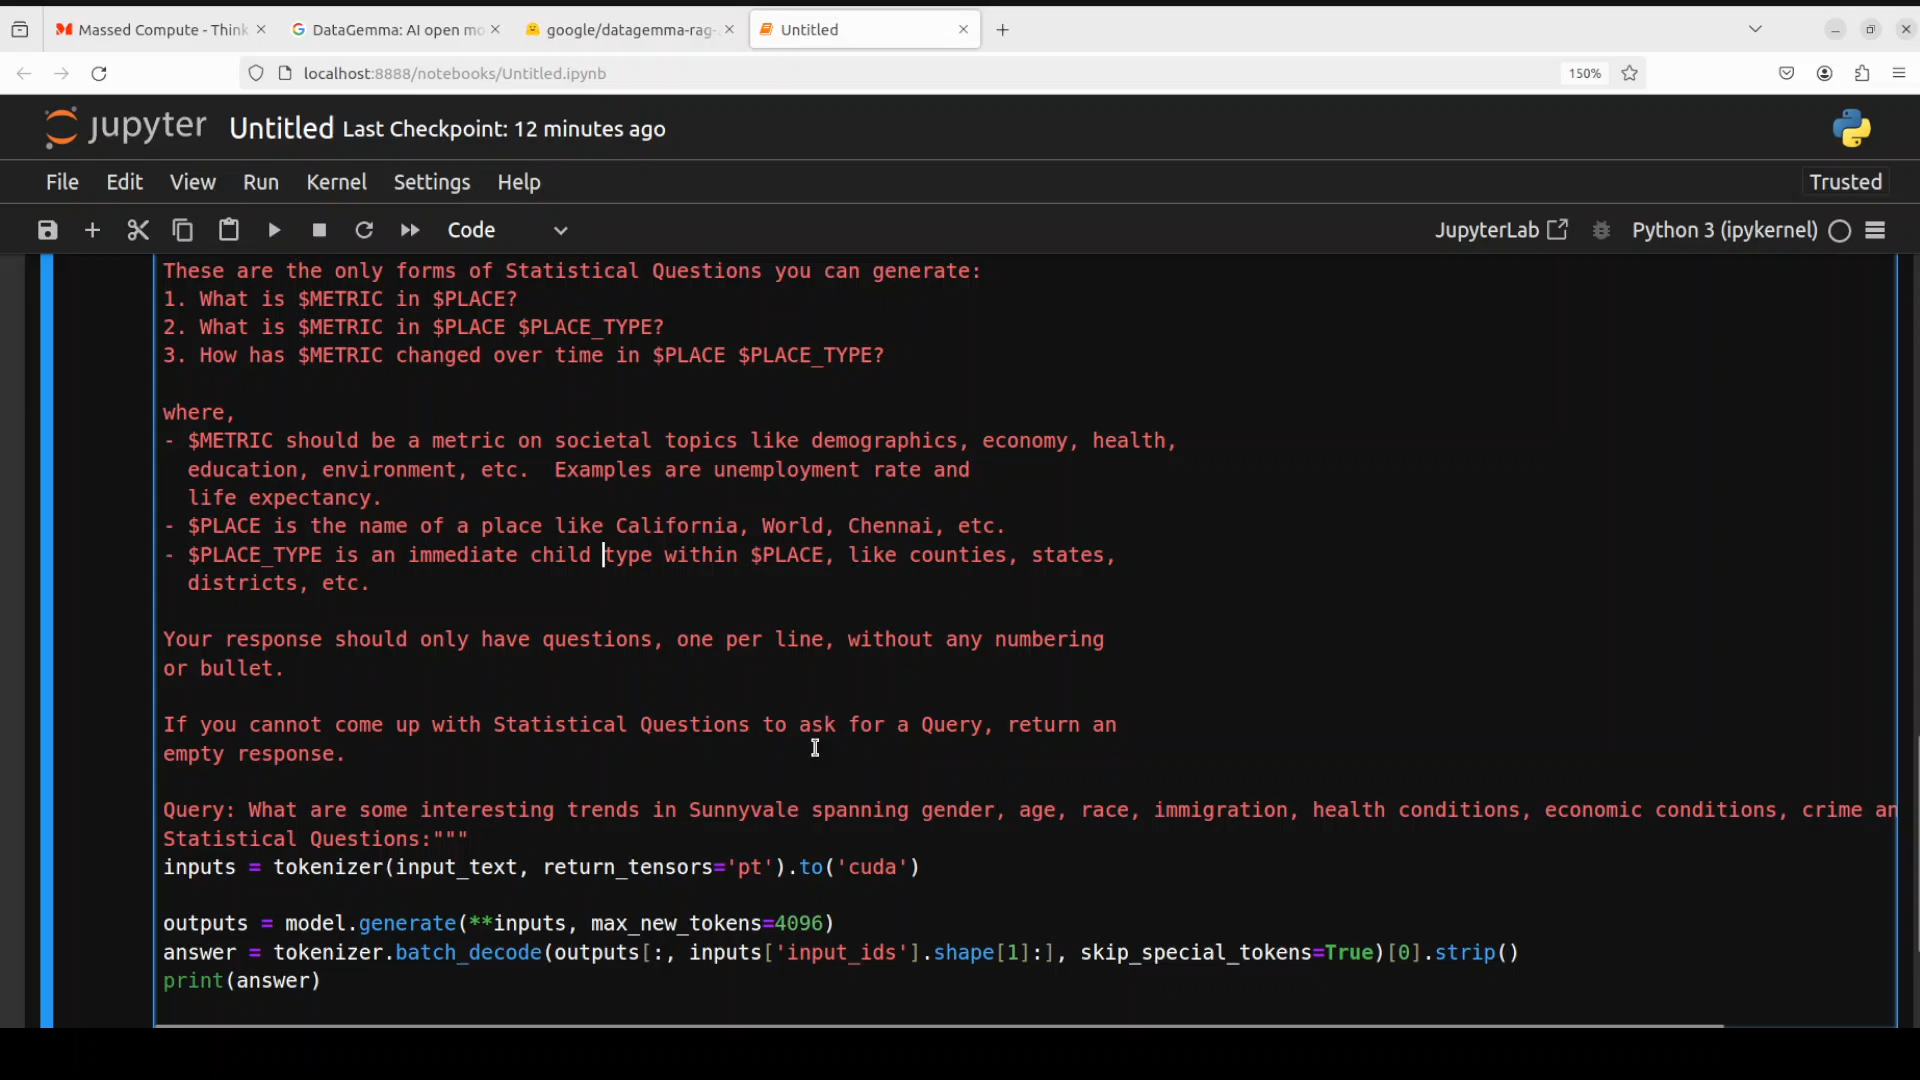 Massed Compute - Think
DataGemma: AI open mo
google/datagemma-rag-
Untitled
localhost:8888/notebooks/Untitled.ipynb
150%
jupyter Untitled Last Checkpoint: 12 minutes ago
File Edit View Run Kernel Settings Help
Trusted
Code
JupyterLab
Python 3 (ipykernel)
These are the only forms of Statistical Questions you can generate:
1. What is $METRIC in $PLACE?
2. What is $METRIC in $PLACE $PLACE_TYPE?
3. How has $METRIC changed over time in $PLACE $PLACE_TYPE?
where,
- $METRIC should be a metric on societal topics like demographics, economy, health,
education, environment, etc.  Examples are unemployment rate and
life expectancy.
- $PLACE is the name of a place like California, World, Chennai, etc.
- $PLACE_TYPE is an immediate child type within $PLACE, like counties, states,
districts, etc.
Your response should only have questions, one per line, without any numbering
or bullet.
If you cannot come up with Statistical Questions to ask for a Query, return an
empty response.
Query: What are some interesting trends in Sunnyvale spanning gender, age, race, immigration, health conditions, economic conditions, crime an
Statistical Questions:"""
inputs = tokenizer(input_text, return_tensors='pt').to('cuda')
outputs = model.generate(**inputs, max_new_tokens=4096)
answer = tokenizer.batch_decode(outputs[:, inputs['input_ids'].shape[1]:], skip_special_tokens=True)[0].strip()
print(answer)